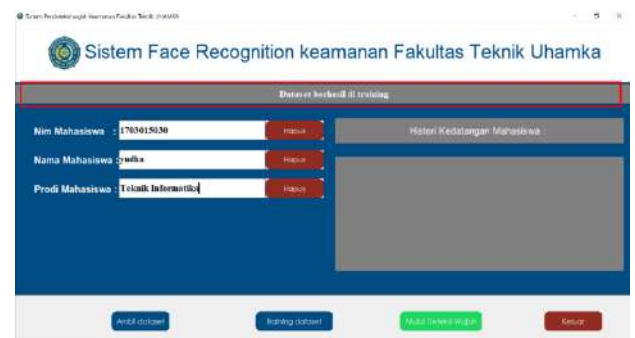 Sistem Face Recognition keamanan Fakultas Teknik Uhamka
Dataset berhasil di training
Nim Mahasiswa : 1703015030 Hapus
Histori Kedatangan Mahasiswa :
Nama Mahasiswa : yudha Hapus
Prodi Mahasiswa : Teknik Informatika Hapus
Ambil dataset Training dataset Mulai Deteksi Wajah Keluar